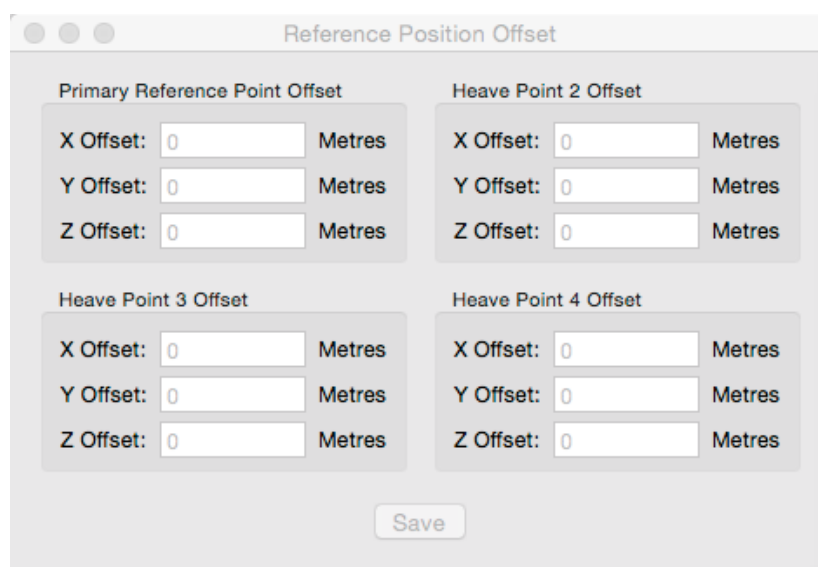 Reference Position Offset
Primary Reference Point Offset
X Offset: 0 Metres
Y Offset: 0 Metres
Z Offset: 0 Metres
Heave Point 2 Offset
X Offset: 0 Metres
Y Offset: 0 Metres
Z Offset: 0 Metres
Heave Point 3 Offset
X Offset: 0 Metres
Y Offset: 0 Metres
Z Offset: 0 Metres
Heave Point 4 Offset
X Offset: 0 Metres
Y Offset: 0 Metres
Z Offset: 0 Metres
Save